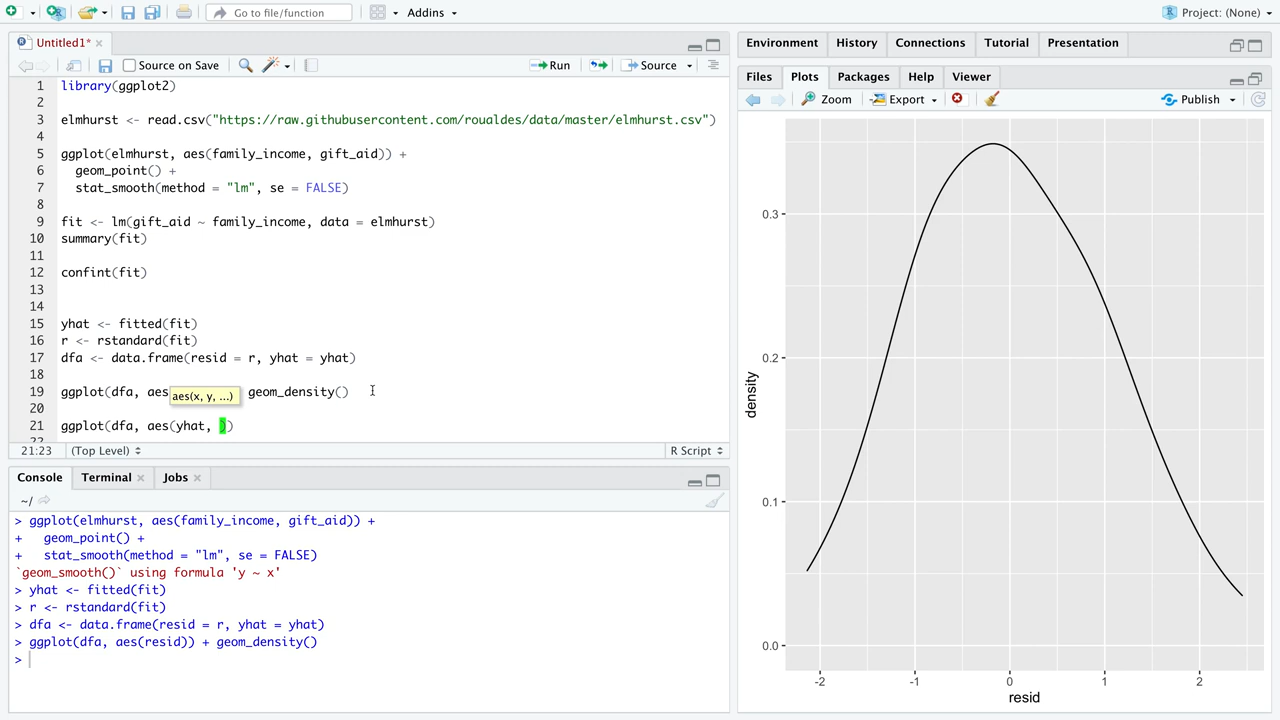 Go to file/function
Addins
Project: (None)
Untitled1*
Source on Save
Run
Source
1 library(ggplot2)
2
3 elmhurst <- read.csv("https://raw.githubusercontent.com/roualdes/data/master/elmhurst.csv")
4
5 ggplot(elmhurst, aes(family_income, gift_aid)) +
6   geom_point() +
7   stat_smooth(method = "lm", se = FALSE)
8
9 fit <- lm(gift_aid ~ family_income, data = elmhurst)
10 summary(fit)
11
12 confint(fit)
13
14
15 yhat <- fitted(fit)
16 r <- rstandard(fit)
17 dfa <- data.frame(resid = r, yhat = yhat)
18
19 ggplot(dfa, aes geom_density()
aes(x, y, ...)
20
21 ggplot(dfa, aes(yhat, ))
22
21:23
(Top Level)
R Script
Console
Terminal
Jobs
~/
> ggplot(elmhurst, aes(family_income, gift_aid)) +
+   geom_point() +
+   stat_smooth(method = "lm", se = FALSE)
`geom_smooth()` using formula 'y ~ x'
> yhat <- fitted(fit)
> r <- rstandard(fit)
> dfa <- data.frame(resid = r, yhat = yhat)
> ggplot(dfa, aes(resid)) + geom_density()
>
Environment
History
Connections
Tutorial
Presentation
Files
Plots
Packages
Help
Viewer
Zoom
Export
Publish
0.3
0.2
0.1
0.0
density
-2
-1
0
1
2
resid